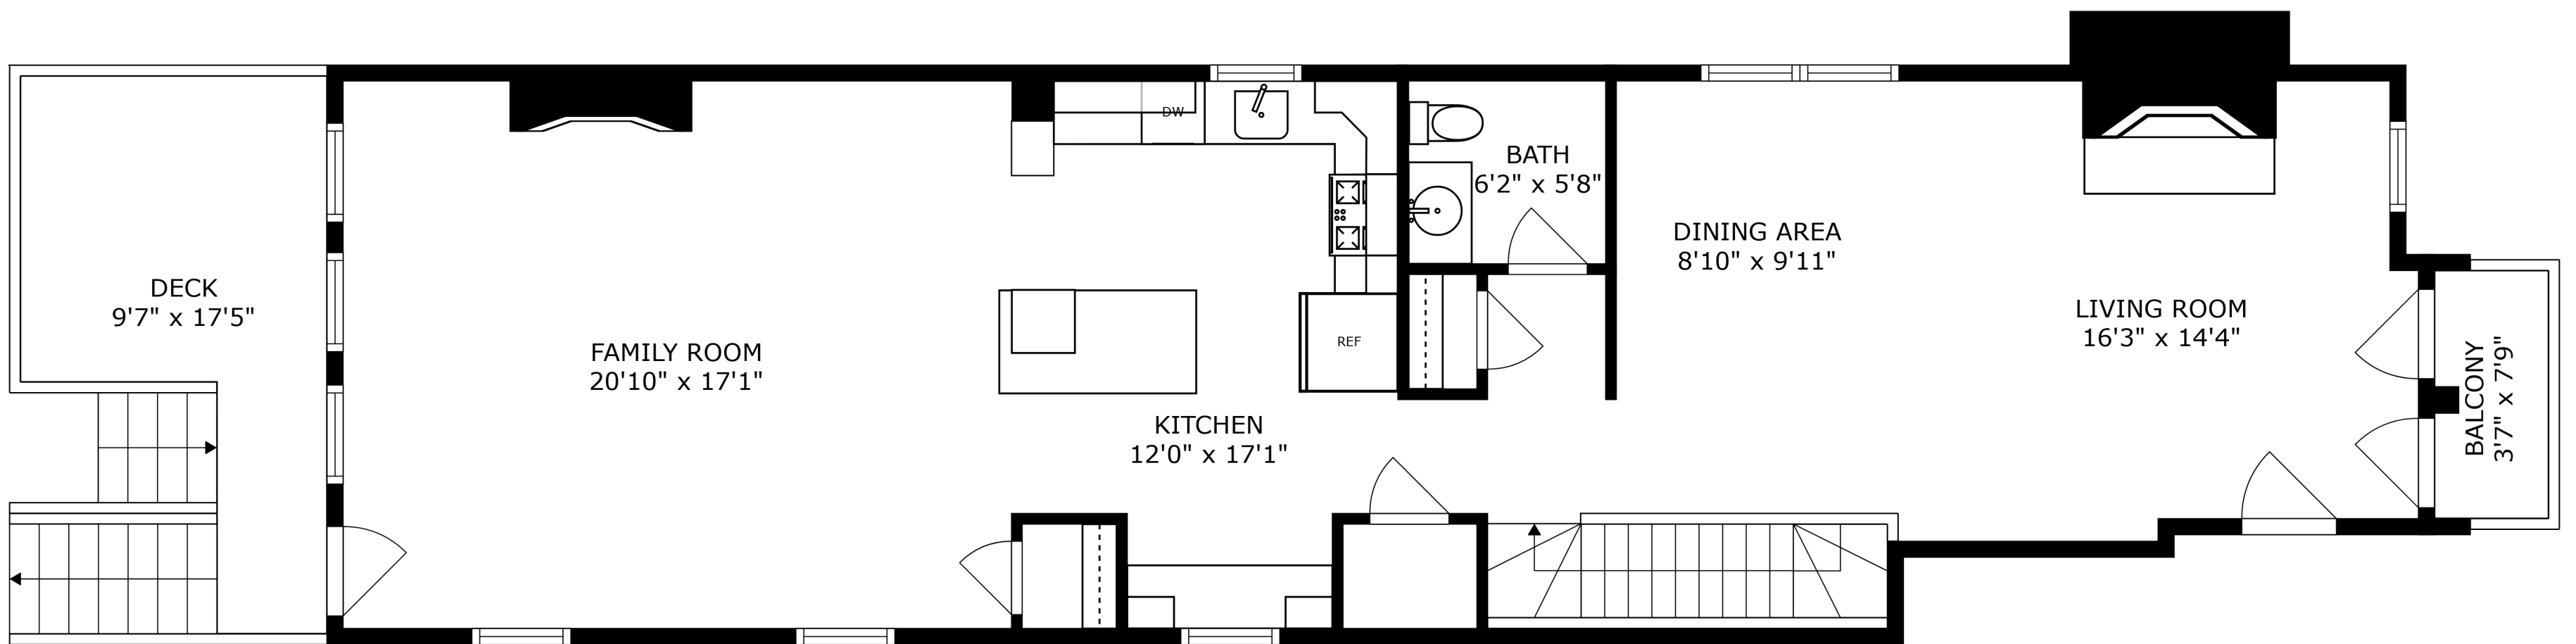 DECK
9'7" x 17'5"
FAMILY ROOM
20'10" x 17'1"
DW
REF
KITCHEN
12'0" x 17'1"
BATH
6'2" x 5'8"
DINING AREA
8'10" x 9'11"
LIVING ROOM
16'3" x 14'4"
BALCONY
3'7" x 7'9"